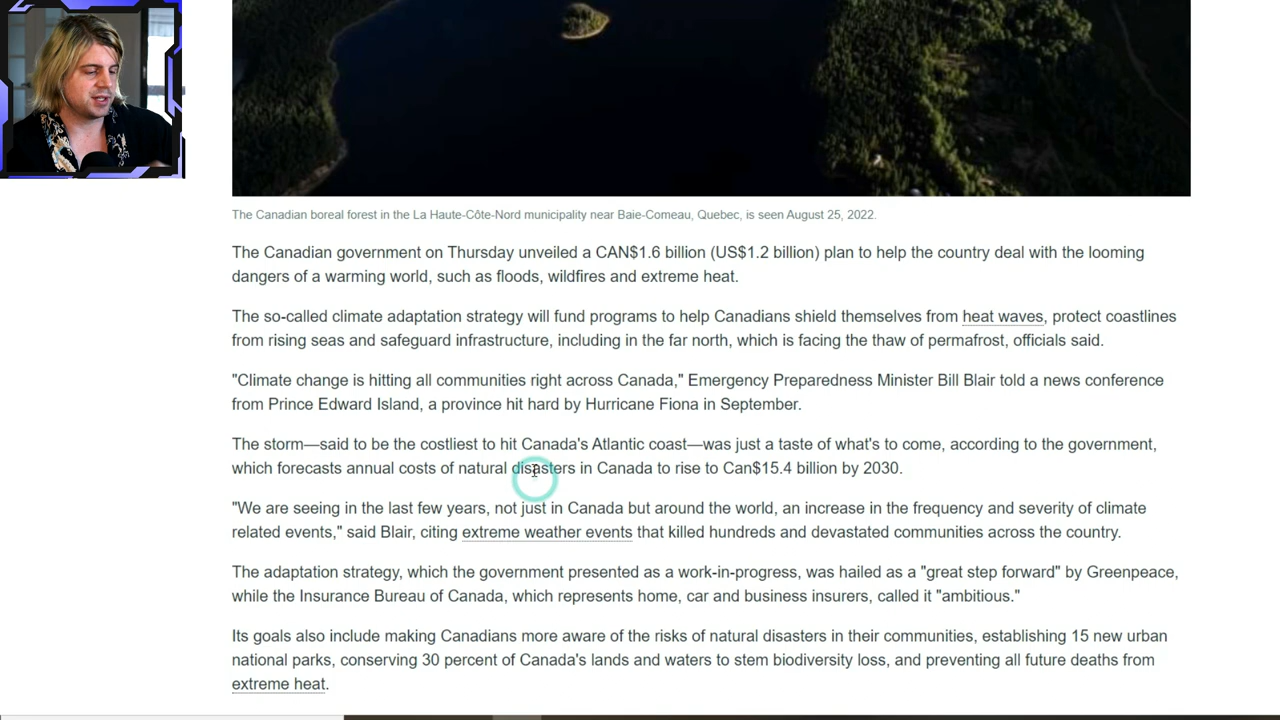 The Canadian boreal forest in the La Haute-Côte-Nord municipality near Baie-Comeau, Quebec, is seen August 25, 2022.
The Canadian government on Thursday unveiled a CAN$1.6 billion (US$1.2 billion) plan to help the country deal with the looming
dangers of a warming world, such as floods, wildfires and extreme heat.
The so-called climate adaptation strategy will fund programs to help Canadians shield themselves from heat waves, protect coastlines
from rising seas and safeguard infrastructure, including in the far north, which is facing the thaw of permafrost, officials said.
"Climate change is hitting all communities right across Canada," Emergency Preparedness Minister Bill Blair told a news conference
from Prince Edward Island, a province hit hard by Hurricane Fiona in September.
The storm—said to be the costliest to hit Canada's Atlantic coast—was just a taste of what's to come, according to the government,
which forecasts annual costs of natural disasters in Canada to rise to Can$15.4 billion by 2030.
"We are seeing in the last few years, not just in Canada but around the world, an increase in the frequency and severity of climate
related events," said Blair, citing extreme weather events that killed hundreds and devastated communities across the country.
The adaptation strategy, which the government presented as a work-in-progress, was hailed as a "great step forward" by Greenpeace,
while the Insurance Bureau of Canada, which represents home, car and business insurers, called it "ambitious."
Its goals also include making Canadians more aware of the risks of natural disasters in their communities, establishing 15 new urban
national parks, conserving 30 percent of Canada's lands and waters to stem biodiversity loss, and preventing all future deaths from
extreme heat.